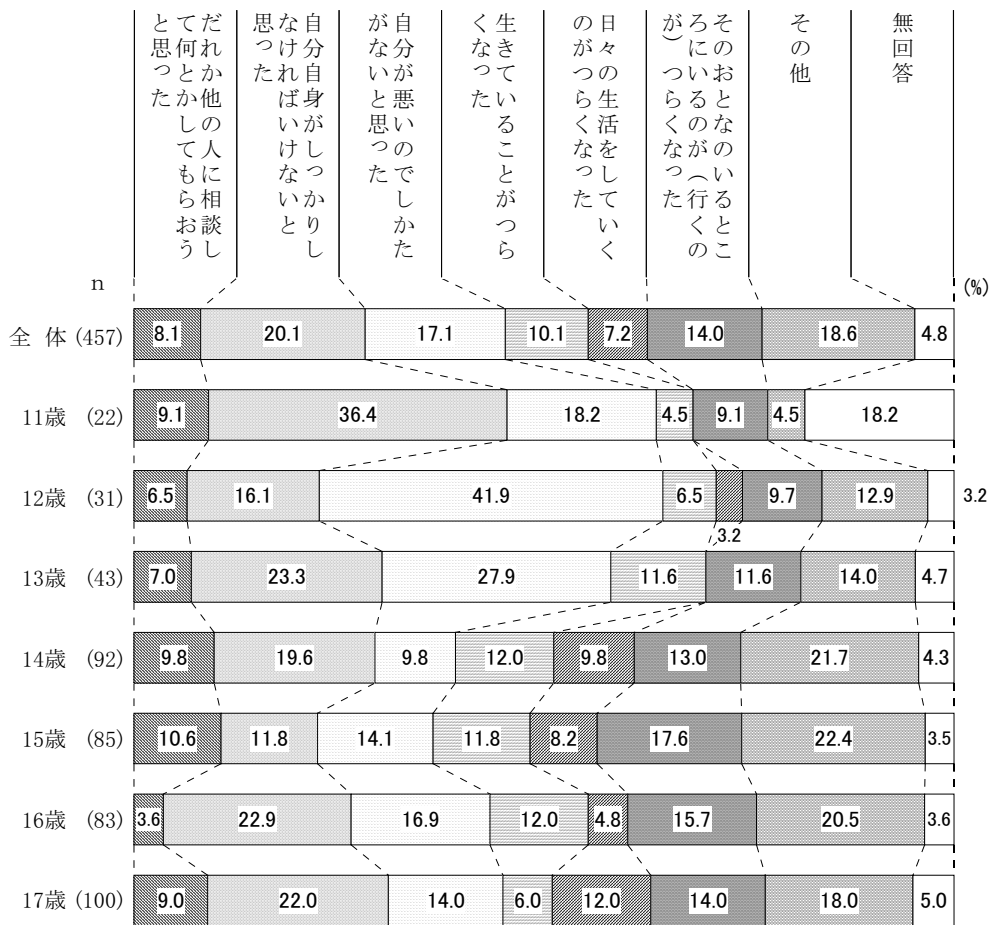 だれか他の人に相談し
て何とかしてもらおう
と思った
自分自身がしっかりし
なければいけないと
思った
自分が悪いのでしかた
がないと思った
生きていることがつら
くなった
日々の生活をしていく
のがつらくなった
そのおとなのいるとこ
ろにいるのが(行くの
が)つらくなった
その他
無回答
n
(%)
全 体 (457) 8.1 20.1 17.1 10.1 7.2 14.0 18.6 4.8
11歳 (22) 9.1 36.4 18.2 4.5 9.1 4.5 18.2
12歳 (31) 6.5 16.1 41.9 6.5 3.2 9.7 12.9 3.2
13歳 (43) 7.0 23.3 27.9 11.6 11.6 14.0 4.7
14歳 (92) 9.8 19.6 9.8 12.0 9.8 13.0 21.7 4.3
15歳 (85) 10.6 11.8 14.1 11.8 8.2 17.6 22.4 3.5
16歳 (83) 3.6 22.9 16.9 12.0 4.8 15.7 20.5 3.6
17歳 (100) 9.0 22.0 14.0 6.0 12.0 14.0 18.0 5.0